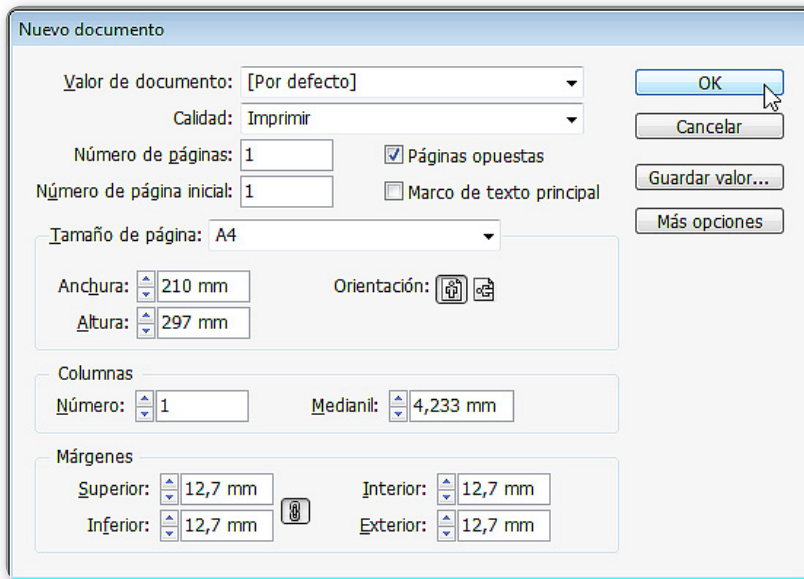 Nuevo documento
Valor de documento: [Por defecto]
OK
Calidad: Imprimir
Cancelar
Número de páginas: 1
Páginas opuestas
Número de página inicial: 1
Marco de texto principal
Guardar valor...
Más opciones
Tamaño de página: A4
Anchura: 210 mm
Orientación:
Altura: 297 mm
Columnas
Número: 1
Medianil: 4,233 mm
Márgenes
Superior: 12,7 mm
Interior: 12,7 mm
Inferior: 12,7 mm
Exterior: 12,7 mm